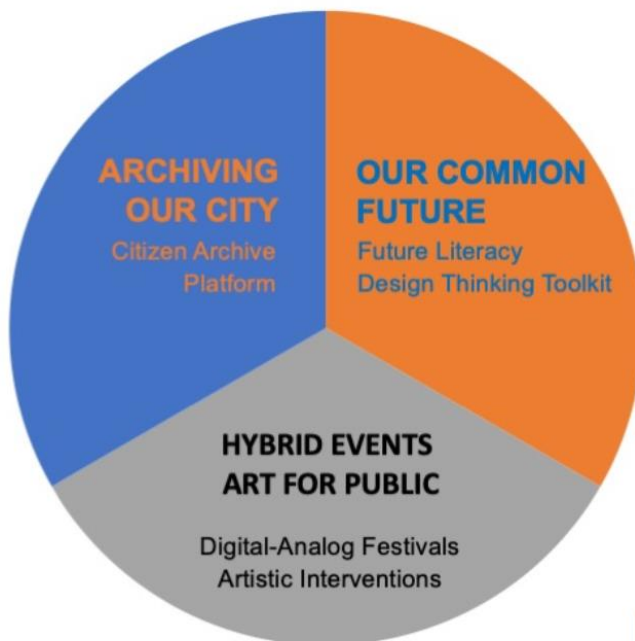 ARCHIVING
OUR CITY
Citizen Archive
Platform
OUR COMMON
FUTURE
Future Literacy
Design Thinking Toolkit
HYBRID EVENTS
ART FOR PUBLIC
Digital-Analog Festivals
Artistic Interventions